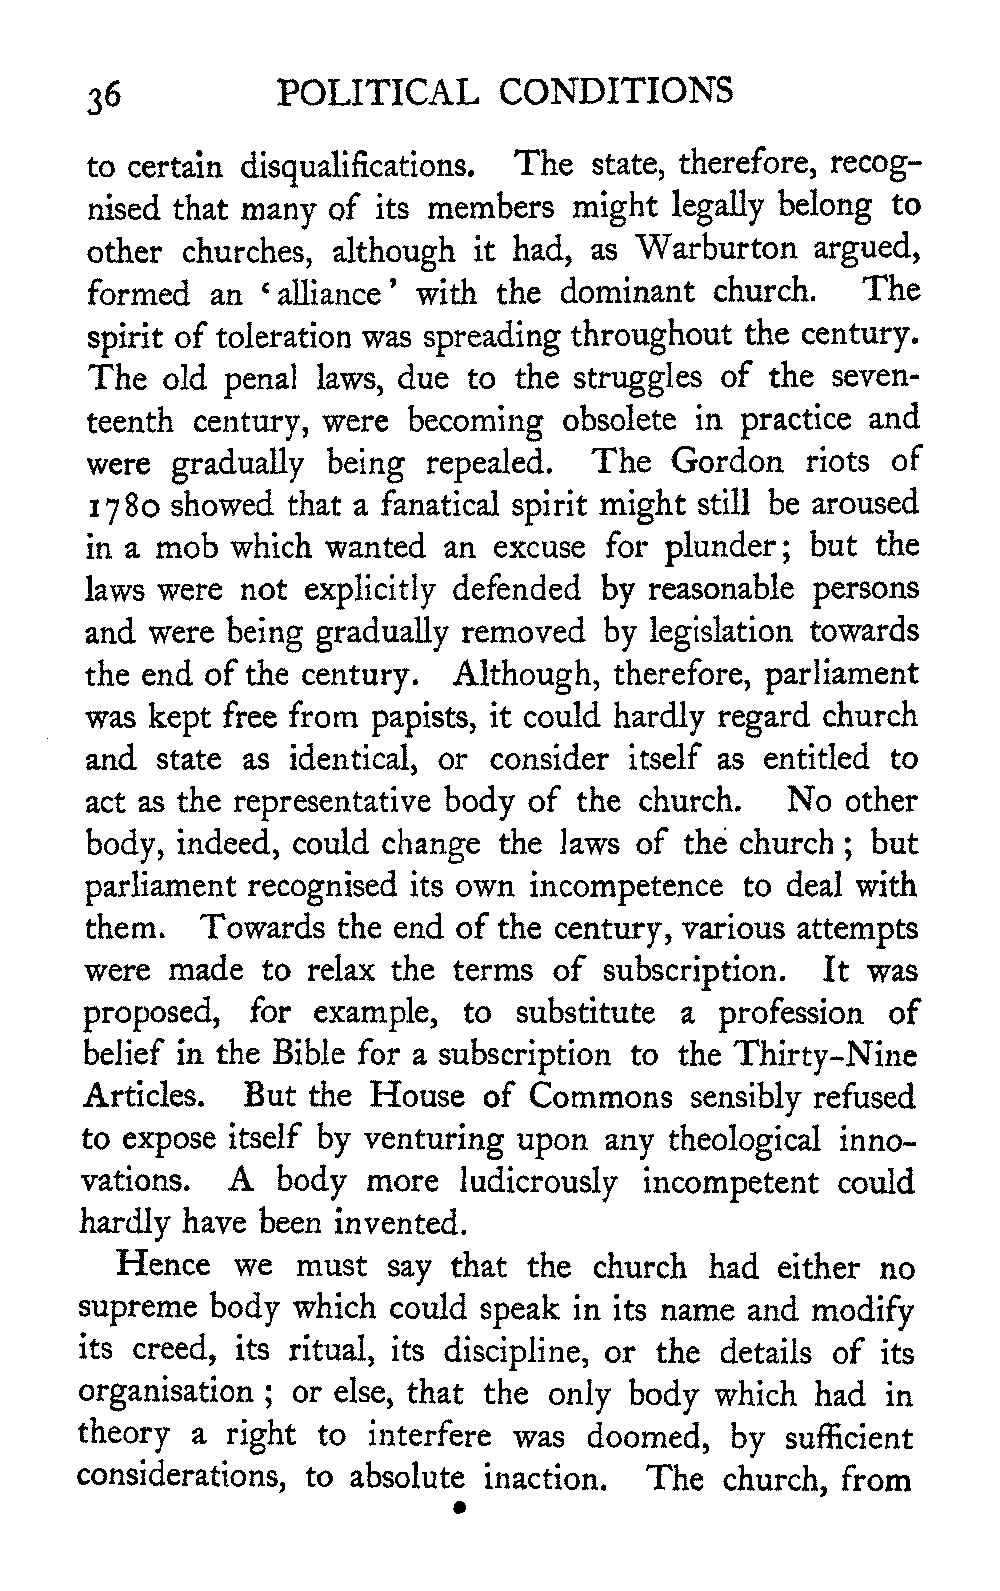 36 POLITICAL CONDITIONS
to certain disqualifications. The state, therefore, recog-
nised that many of its members might legally belong to
other churches, although it had, as Warburton argued,
formed an ‘alliance’ with the dominant church. The
spirit of toleration was spreading throughout the century.
The old penal laws, due to the struggles of the seven-
teenth century, were becoming obsolete in practice and
were gradually being repealed. The Gordon riots of
1780 showed that a fanatical spirit might still be aroused
in a mob which wanted an excuse for plunder; but the
laws were not explicitly defended by reasonable persons
and were being gradually removed by legislation towards
the end of the century. Although, therefore, parliament
was kept free from papists, it could hardly regard church
and state as identical, or consider itself as entitled to
act as the representative body of the church. No other
body, indeed, could change the laws of the church ; but
parliament recognised its own incompetence to deal with
them. Towards the end of the century, various attempts
were made to relax the terms of subscription. It was
proposed, for example, to substitute a profession of
belief in the Bible for a subscription to the Thirty-Nine
Articles. But the House of Commons sensibly refused
to expose itself by venturing upon any theological inno-
vations. A body more ludicrously incompetent could
hardly have been invented.
Hence we must say that the church had either no
supreme body which could speak in its name and modify
its creed, its ritual, its discipline, or the details of its
organisation ; or else, that the only body which had in
theory a right to interfere was doomed, by sufficient
considerations, to absolute inaction. The church, from